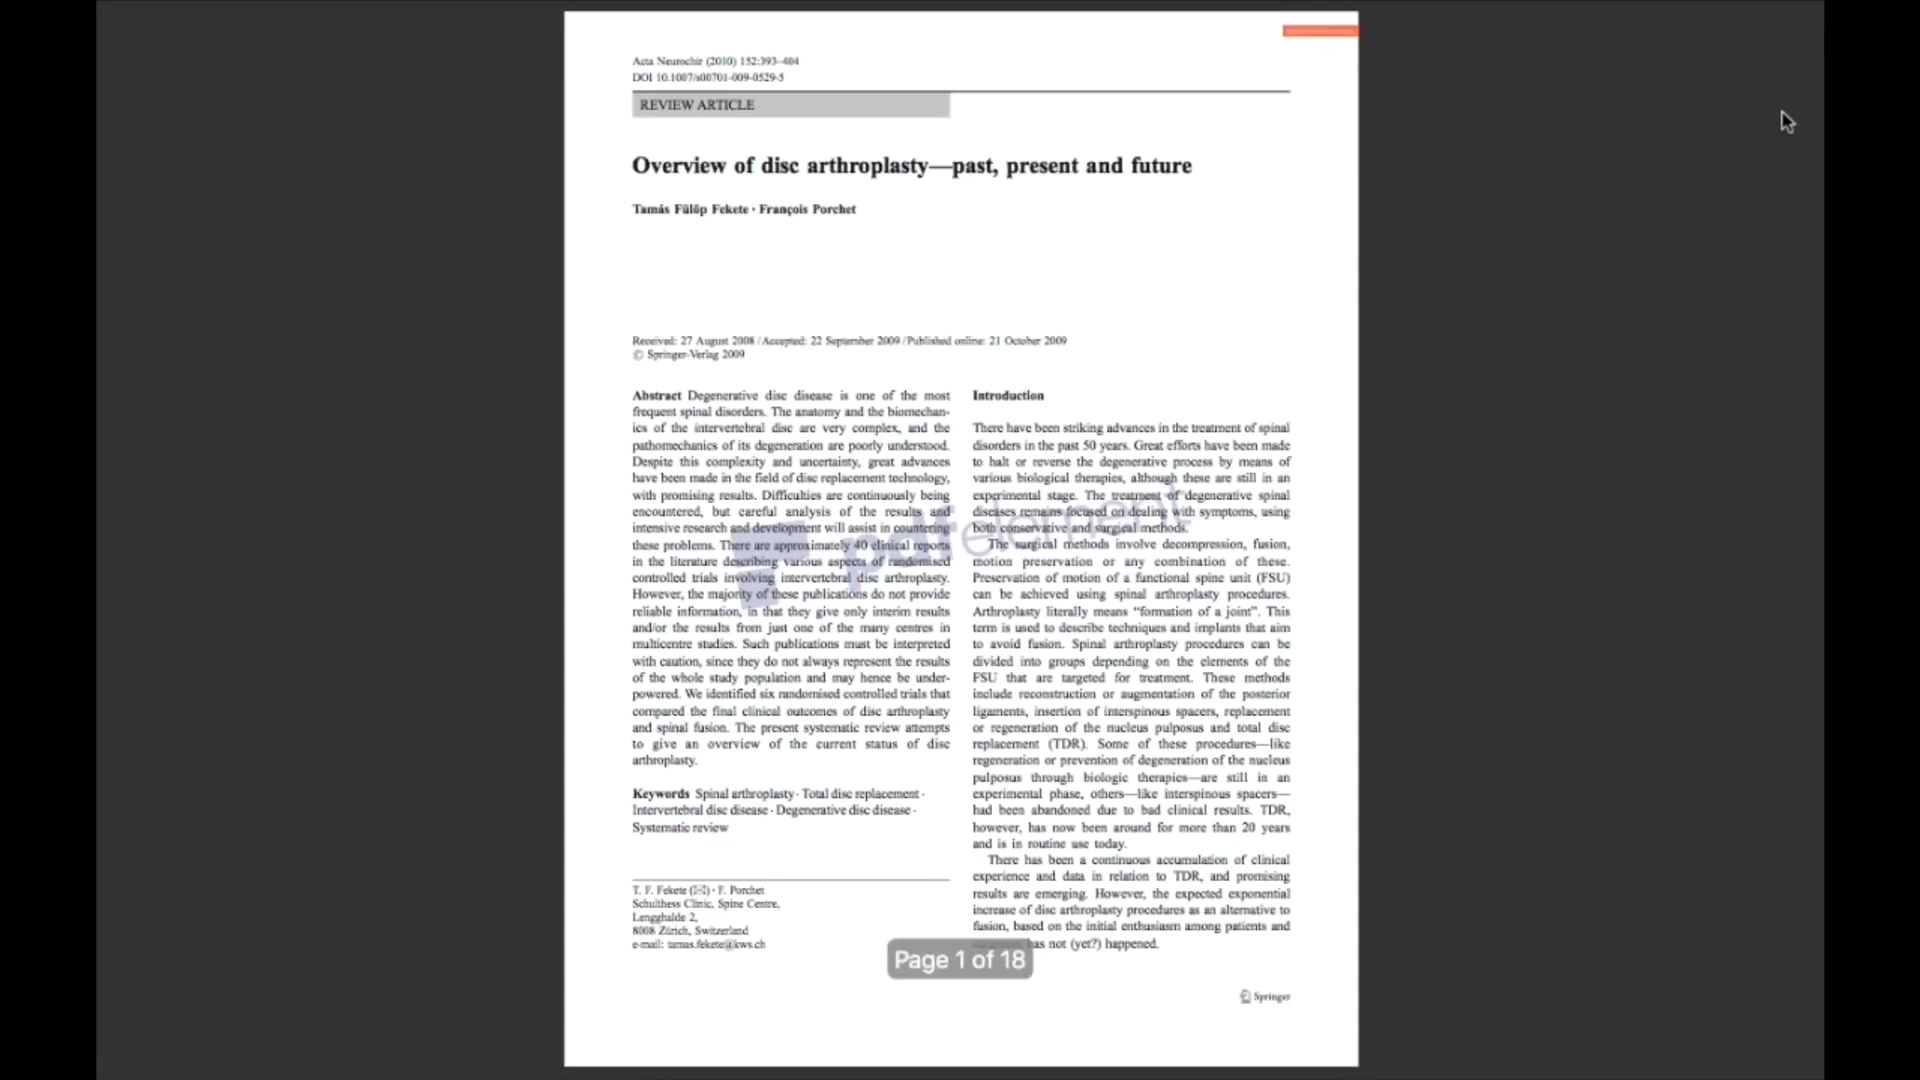 Acta Neurochir (2010) 152:393–404
DOI 10.1007/s00701-009-0529-5
REVIEW ARTICLE
Overview of disc arthroplasty—past, present and future
Tamás Fülöp Fekete · François Porchet
Received: 27 August 2008 / Accepted: 22 September 2009 / Published online: 21 October 2009
© Springer-Verlag 2009
Abstract Degenerative disc disease is one of the most
frequent spinal disorders. The anatomy and the biomechan-
ics of the intervertebral disc are very complex, and the
pathomechanics of its degeneration are poorly understood.
Despite this complexity and uncertainty, great advances
have been made in the field of disc replacement technology,
with promising results. Difficulties are continuously being
encountered, but careful analysis of the results and
intensive research and development will assist in countering
these problems. There are approximately 40 clinical reports
in the literature describing various aspects of randomised
controlled trials involving intervertebral disc arthroplasty.
However, the majority of these publications do not provide
reliable information, in that they give only interim results
and/or the results from just one of the many centres in
multicentre studies. Such publications must be interpreted
with caution, since they do not always represent the results
of the whole study population and may hence be under-
powered. We identified six randomised controlled trials that
compared the final clinical outcomes of disc arthroplasty
and spinal fusion. The present systematic review attempts
to give an overview of the current status of disc
arthroplasty.
Keywords Spinal arthroplasty · Total disc replacement ·
Intervertebral disc disease · Degenerative disc disease ·
Systematic review
T. F. Fekete (✉) · F. Porchet
Schulthess Clinic, Spine Centre,
Lengghalde 2,
8008 Zürich, Switzerland
e-mail: tamas.fekete@kws.ch
Introduction
There have been striking advances in the treatment of spinal
disorders in the past 50 years. Great efforts have been made
to halt or reverse the degenerative process by means of
various biological therapies, although these are still in an
experimental stage. The treatment of degenerative spinal
diseases remains focused on dealing with symptoms, using
both conservative and surgical methods.
The surgical methods involve decompression, fusion,
motion preservation or any combination of these.
Preservation of motion of a functional spine unit (FSU)
can be achieved using spinal arthroplasty procedures.
Arthroplasty literally means “formation of a joint”. This
term is used to describe techniques and implants that aim
to avoid fusion. Spinal arthroplasty procedures can be
divided into groups depending on the elements of the
FSU that are targeted for treatment. These methods
include reconstruction or augmentation of the posterior
ligaments, insertion of interspinous spacers, replacement
or regeneration of the nucleus pulposus and total disc
replacement (TDR). Some of these procedures—like
regeneration or prevention of degeneration of the nucleus
pulposus through biologic therapies—are still in an
experimental phase, others—like interspinous spacers—
had been abandoned due to bad clinical results. TDR,
however, has now been around for more than 20 years
and is in routine use today.
There has been a continuous accumulation of clinical
experience and data in relation to TDR, and promising
results are emerging. However, the expected exponential
increase of disc arthroplasty procedures as an alternative to
fusion, based on the initial enthusiasm among patients and
has not (yet?) happened.
pdfelement
Page 1 of 18
Springer